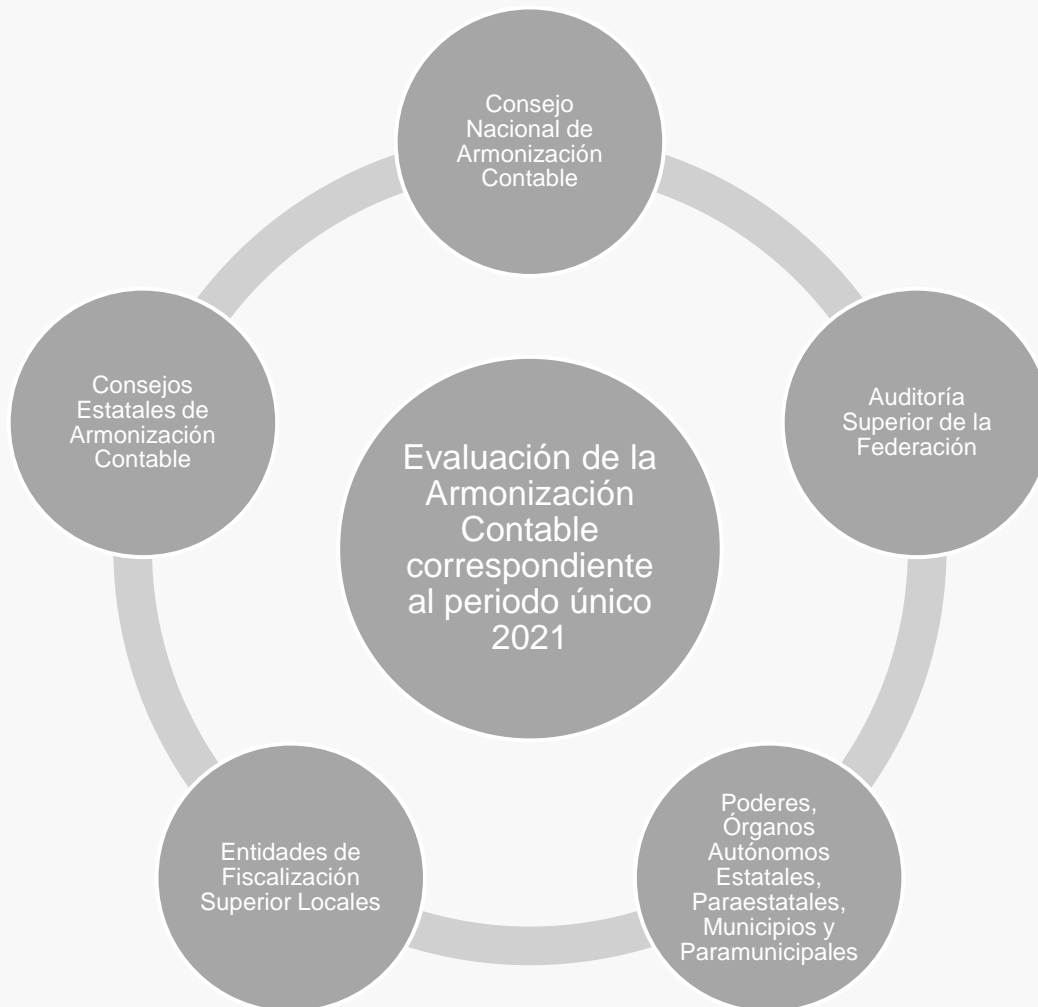 Consejo
Nacional de
Armonización
Contable
Consejos
Estatales de
Armonización
Contable
Auditoría
Superior de la
Federación
Evaluación de la
Armonización
Contable
correspondiente
al periodo único
2021
Entidades de
Fiscalización
Superior Locales
Poderes,
Órganos
Autónomos
Estatales,
Paraestatales,
Municipios y
Paramunicipales